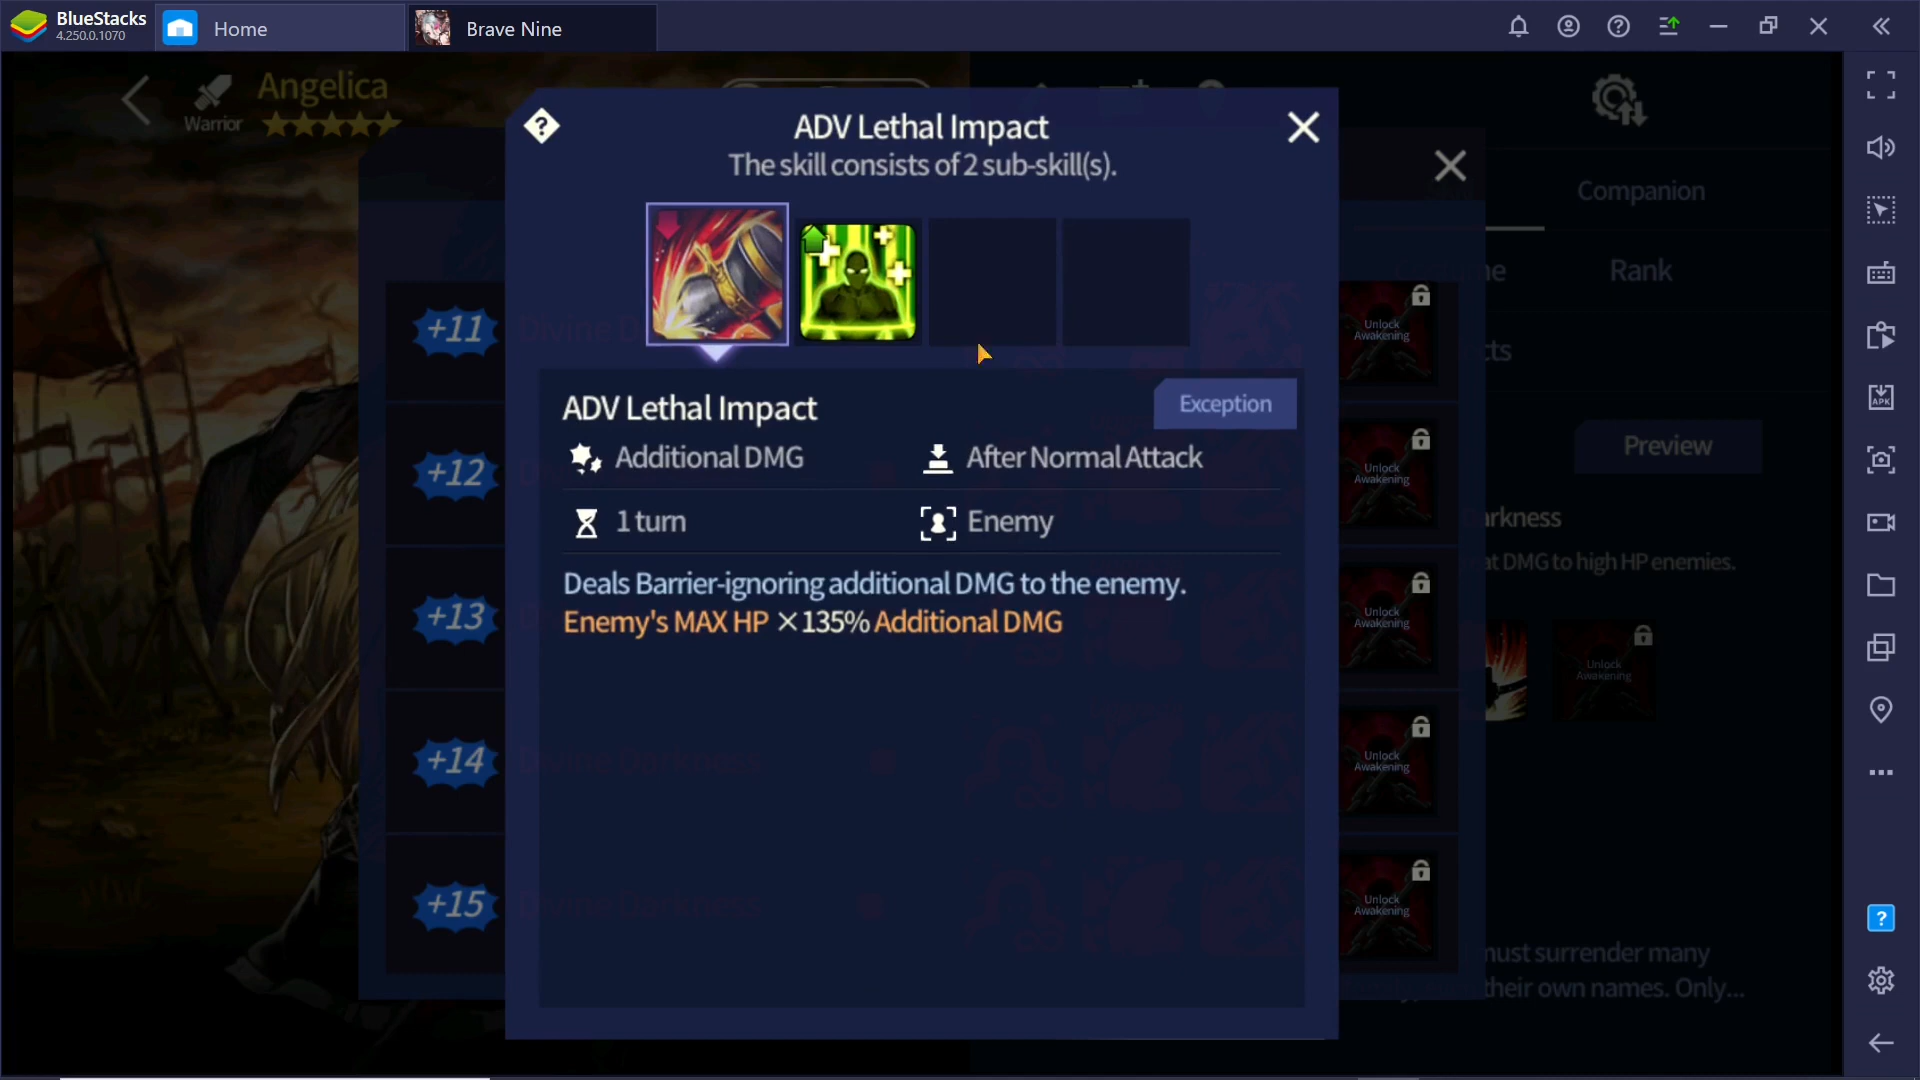 BlueStacks
4.250.0.1070
Home
Brave Nine
Angelica
Warrior
ADV Lethal Impact
The skill consists of 2 sub-skill(s).
ADV Lethal Impact
Exception
Additional DMG
After Normal Attack
1 turn
Enemy
Deals Barrier-ignoring additional DMG to the enemy.
Enemy's MAX HP ×135% Additional DMG
+11
+12
+13
+14
+15
Unlock
Awakening
Unlock
Awakening
Unlock
Awakening
Unlock
Awakening
Unlock
Awakening
Companion
Rank
Preview
at DMG to high HP enemies.
Unlock
Awakening
must surrender many
their own names. Only...
APK